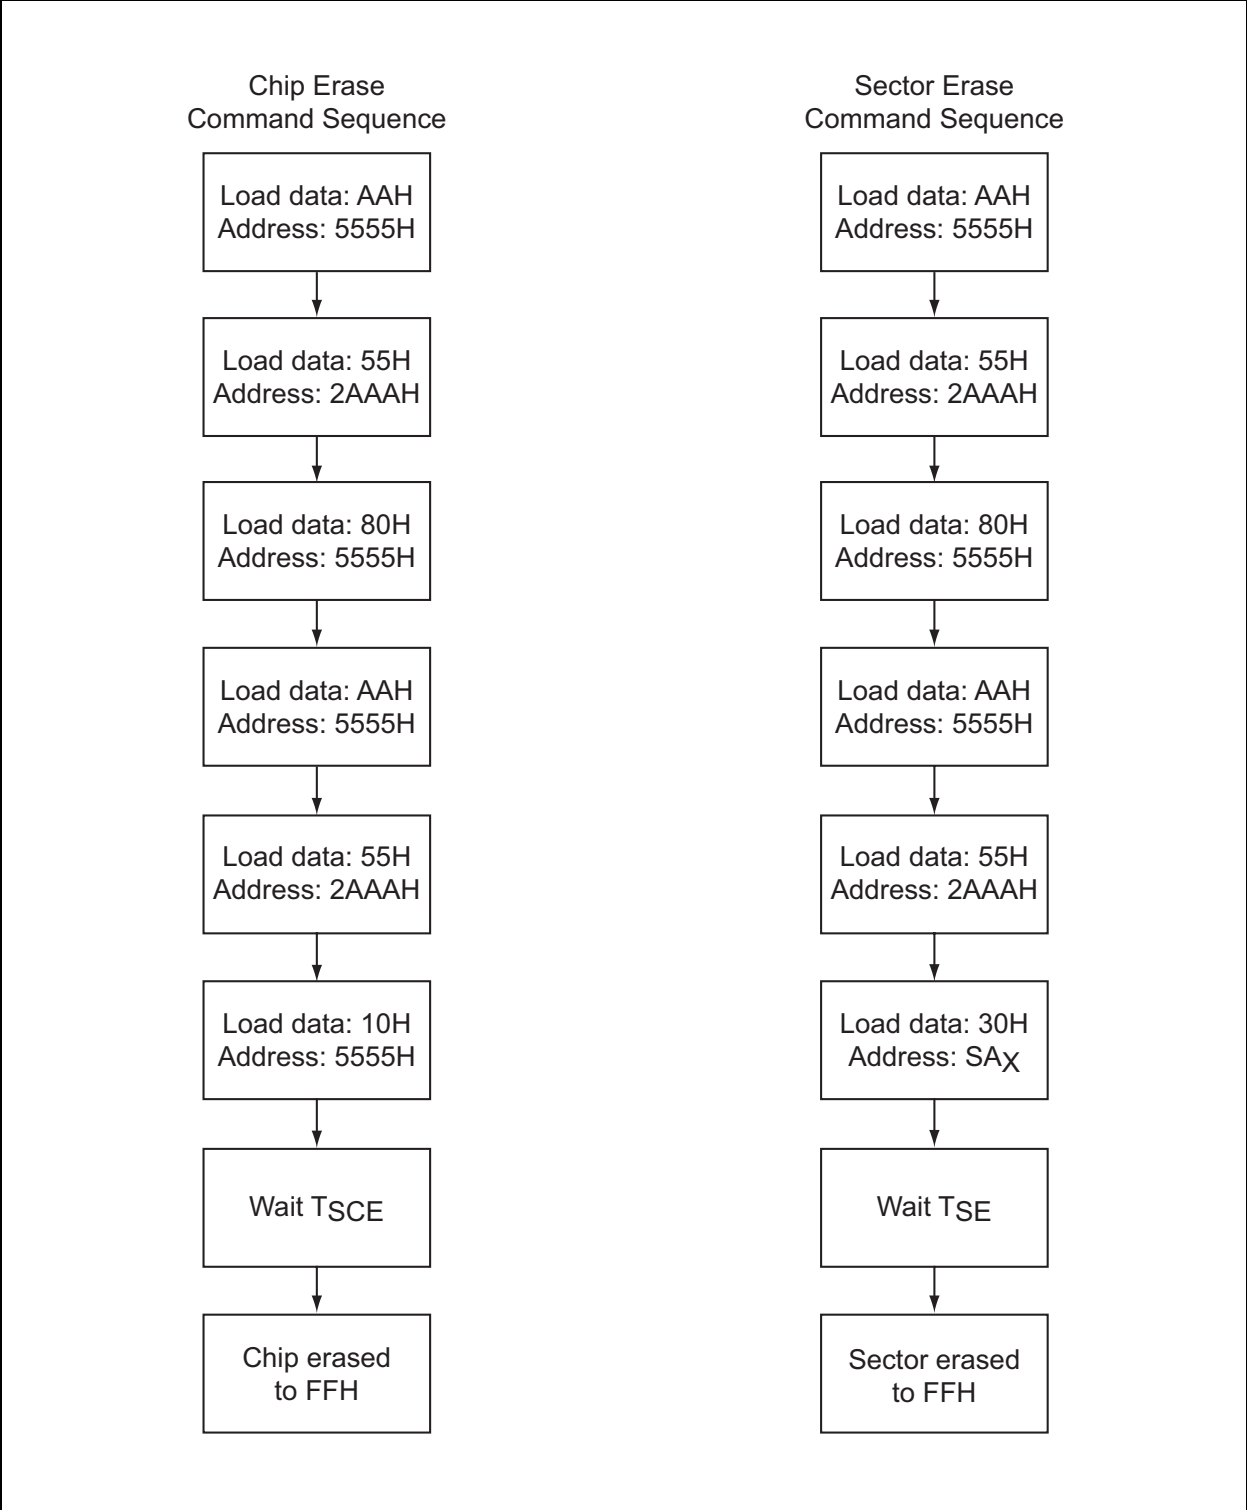 Chip Erase
Command Sequence
Load data: AAH
Address: 5555H
Load data: 55H
Address: 2AAAH
Load data: 80H
Address: 5555H
Load data: AAH
Address: 5555H
Load data: 55H
Address: 2AAAH
Load data: 10H
Address: 5555H
Wait TSCE
Chip erased
to FFH
Sector Erase
Command Sequence
Load data: AAH
Address: 5555H
Load data: 55H
Address: 2AAAH
Load data: 80H
Address: 5555H
Load data: AAH
Address: 5555H
Load data: 55H
Address: 2AAAH
Load data: 30H
Address: SAX
Wait TSE
Sector erased
to FFH